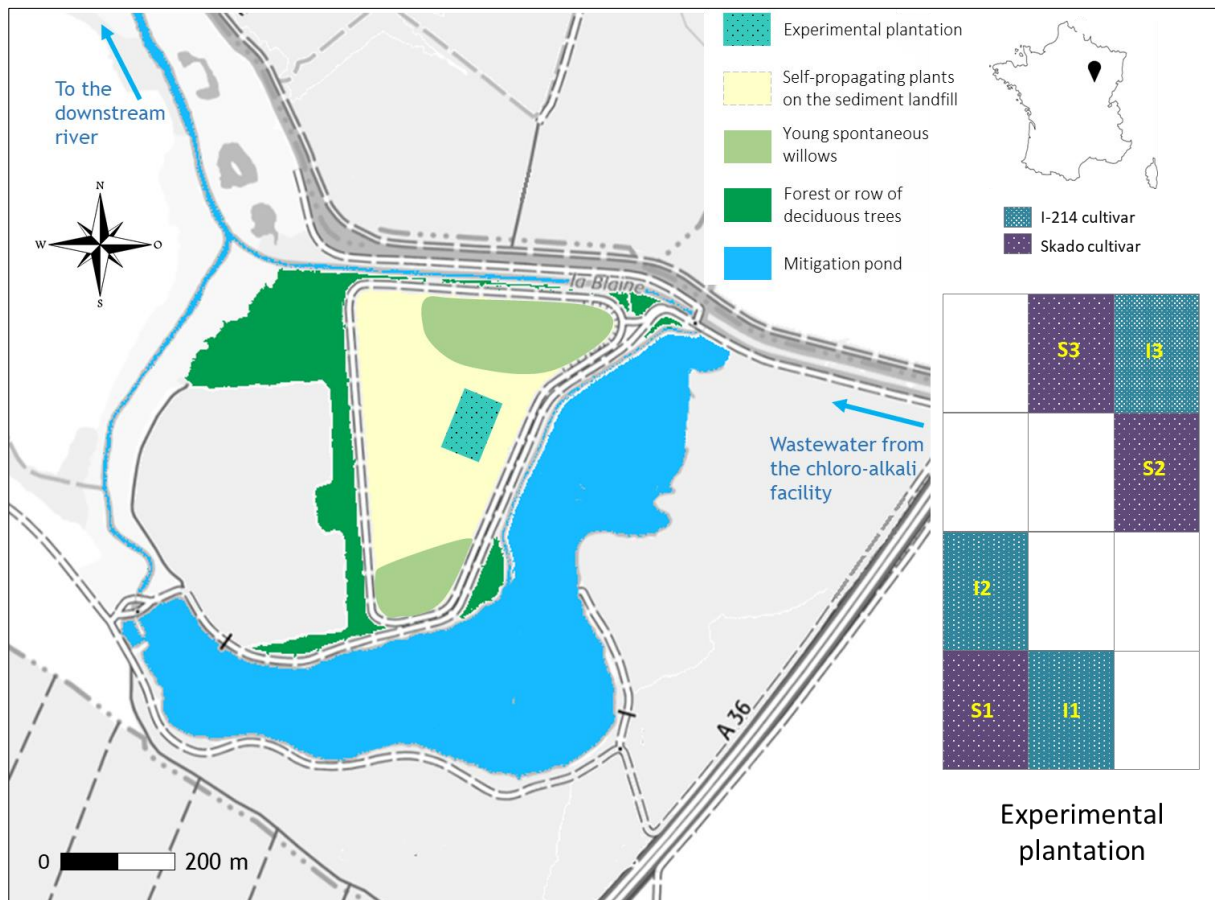 To the
downstream
river
N
W
O
S
la Blaine
Wastewater from
the chloro-alkali
facility
A 36
0
200 m
Experimental plantation
Self-propagating plants
on the sediment landfill
Young spontaneous
willows
Forest or row of
deciduous trees
Mitigation pond
I-214 cultivar
Skado cultivar
S3
I3
S2
I2
S1
I1
Experimental
plantation